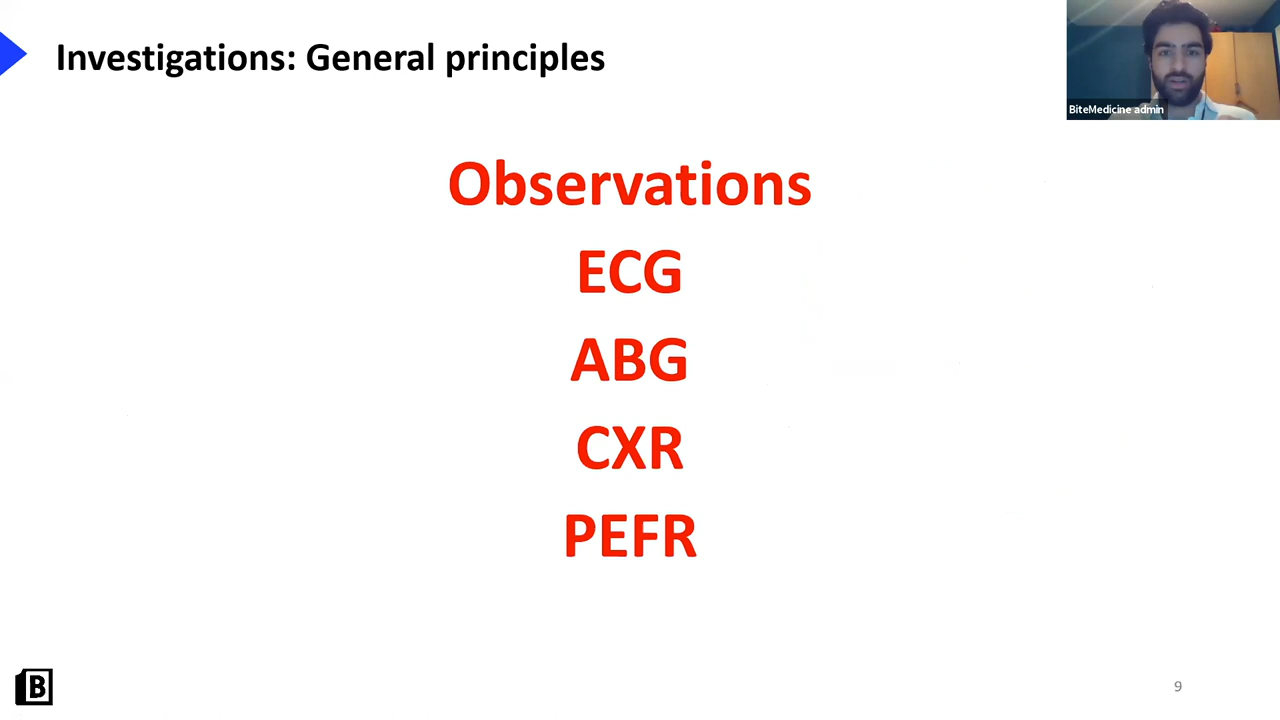 Investigations: General principles
BiteMedicine admin
Observations
ECG
ABG
CXR
PEFR
B
9